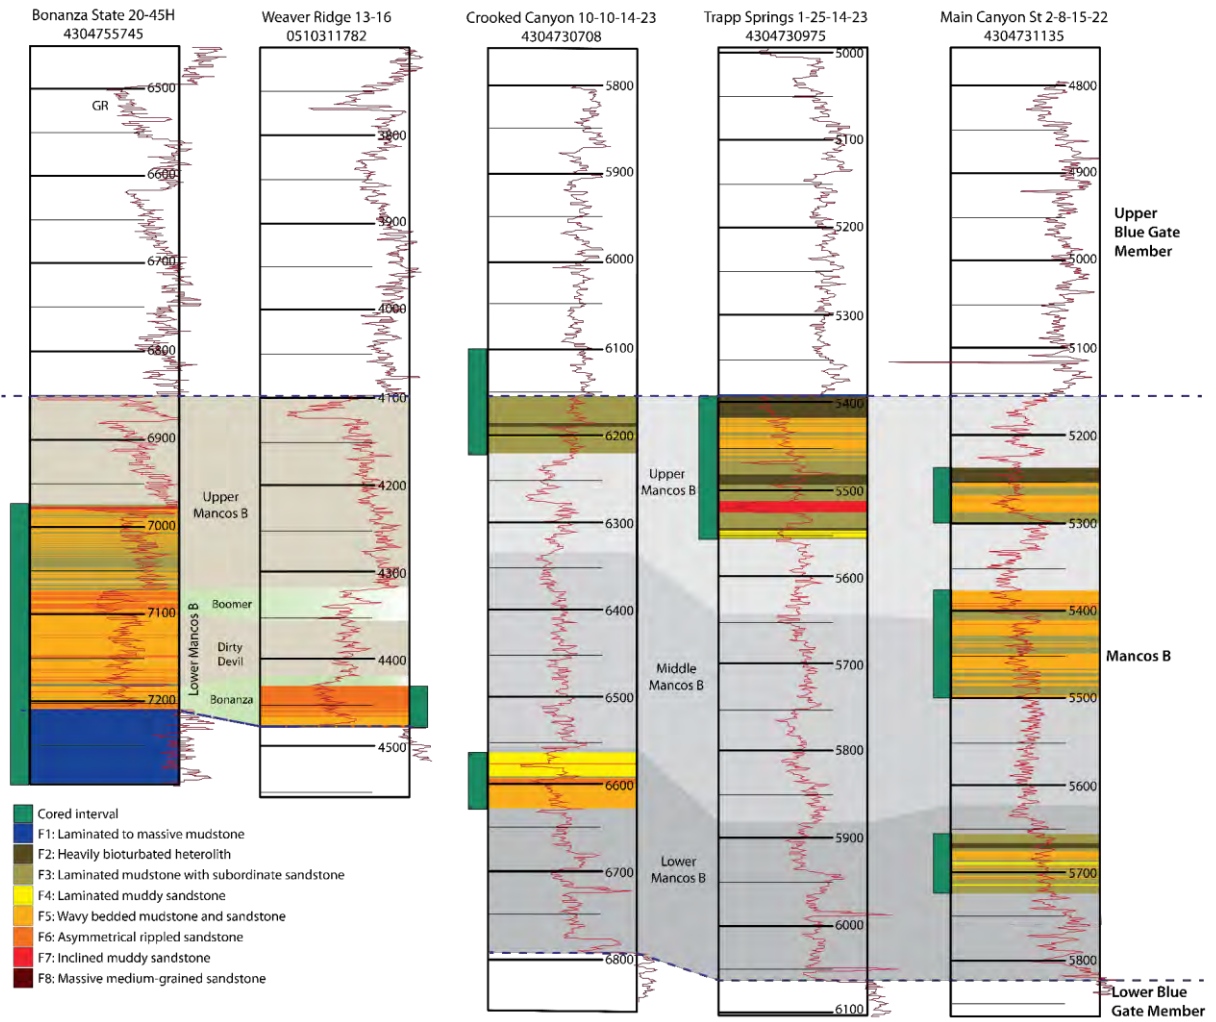 Bonanza State 20-45H
4304755745
Weaver Ridge 13-16
0510311782
Crooked Canyon 10-10-14-23
4304730708
Trapp Springs 1-25-14-23
4304730975
Main Canyon St 2-8-15-22
4304731135
GR
6500
6600
6700
6800
6900
7000
7100
7200
3800
3900
4000
4100
4200
4300
4400
4500
5800
5900
6000
6100
6200
6300
6400
6500
6600
6700
6800
5000
5100
5200
5300
5400
5500
5600
5700
5800
5900
6000
6100
4800
4900
5000
5100
5200
5300
5400
5500
5600
5700
5800
Upper
Mancos B
Boomer
Dirty
Devil
Bonanza
Lower Mancos B
Upper
Mancos B
Middle
Mancos B
Lower
Mancos B
Upper
Blue Gate
Member
Mancos B
Lower Blue
Gate Member
Cored interval
F1: Laminated to massive mudstone
F2: Heavily bioturbated heterolith
F3: Laminated mudstone with subordinate sandstone
F4: Laminated muddy sandstone
F5: Wavy bedded mudstone and sandstone
F6: Asymmetrical rippled sandstone
F7: Inclined muddy sandstone
F8: Massive medium-grained sandstone